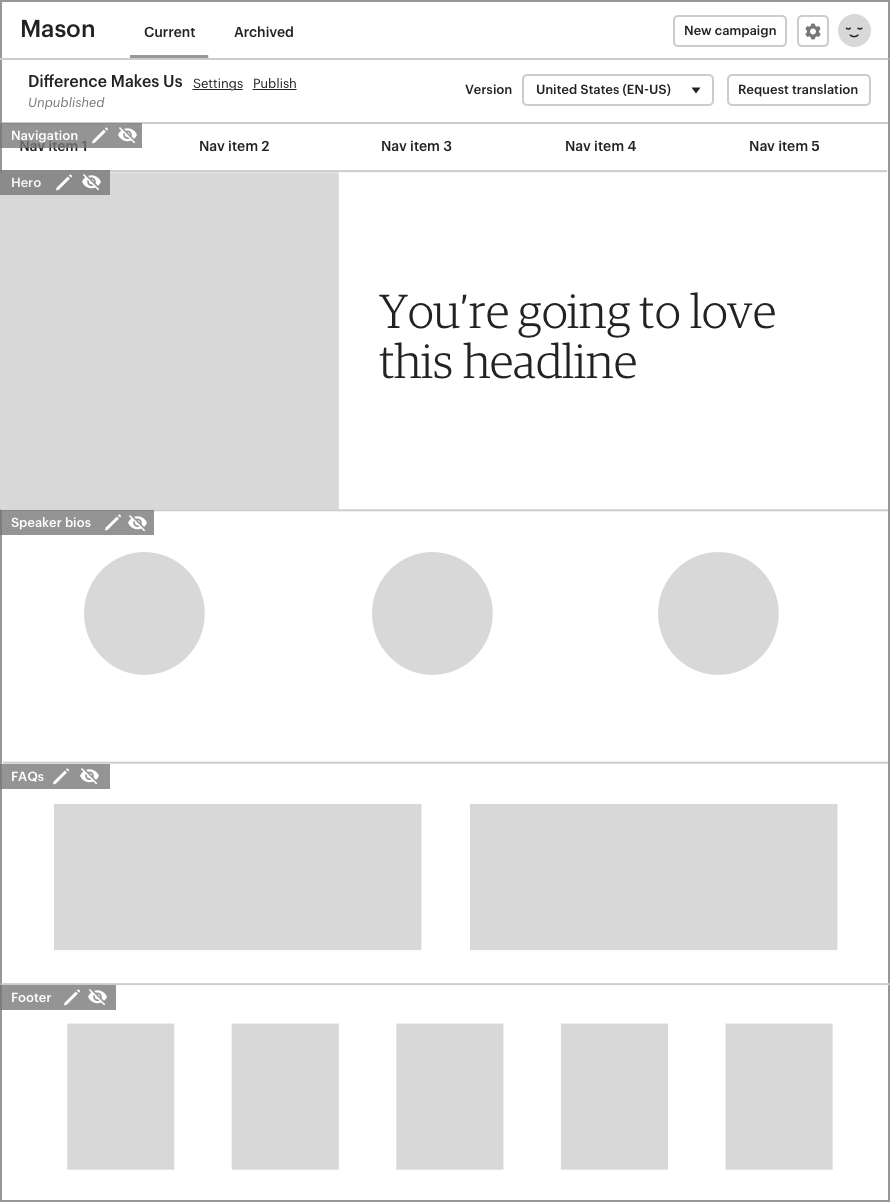 Mason
Current
Archived
New campaign
Difference Makes Us
Settings
Publish
Unpublished
Version
United States (EN-US)
Request translation
Navigation
Nav item 1
Nav item 2
Nav item 3
Nav item 4
Nav item 5
Hero
You’re going to love
this headline
Speaker bios
FAQs
Footer